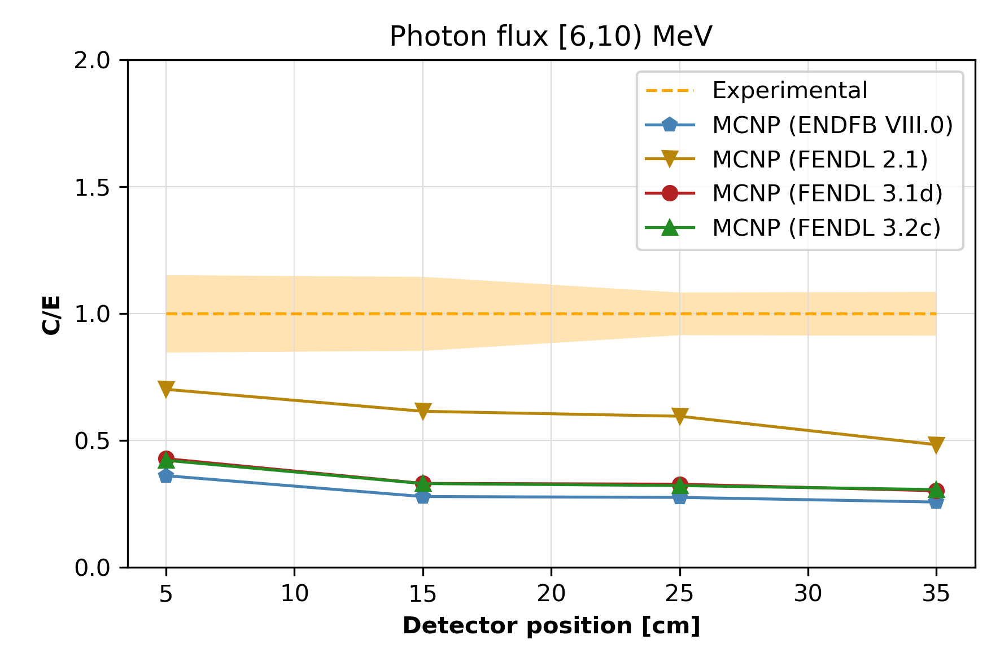 Photon flux [6,10) MeV
2.0
1.5
1.0
0.5
0.0
C/E
Experimental
MCNP (ENDFB VIII.0)
MCNP (FENDL 2.1)
MCNP (FENDL 3.1d)
MCNP (FENDL 3.2c)
5 10 15 20 25 30 35
Detector position [cm]